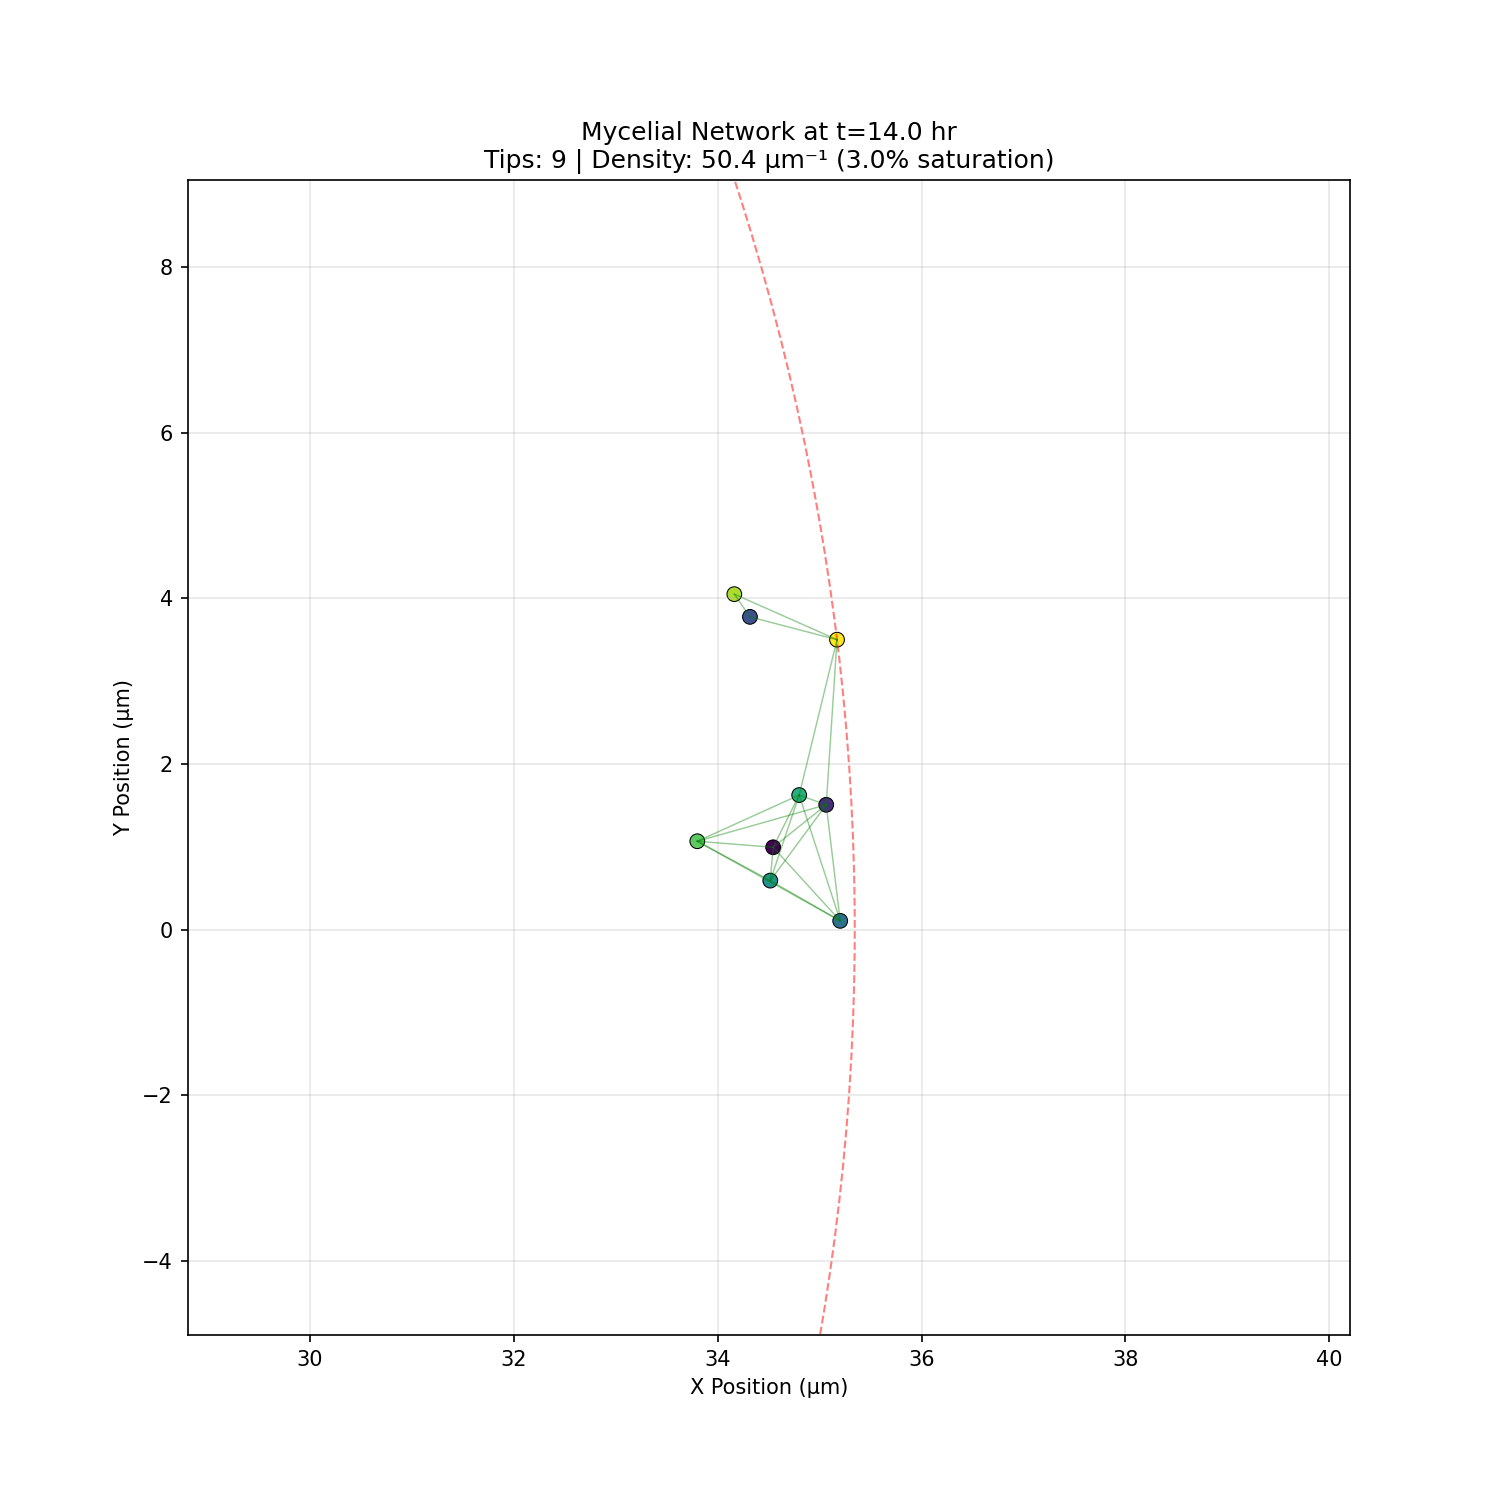 Mycelial Network at t=14.0 hr
Tips: 9 | Density: 50.4 μm⁻¹ (3.0% saturation)
8
6
4
2
0
−2
−4
Y Position (μm)
30 32 34 36 38 40
X Position (μm)